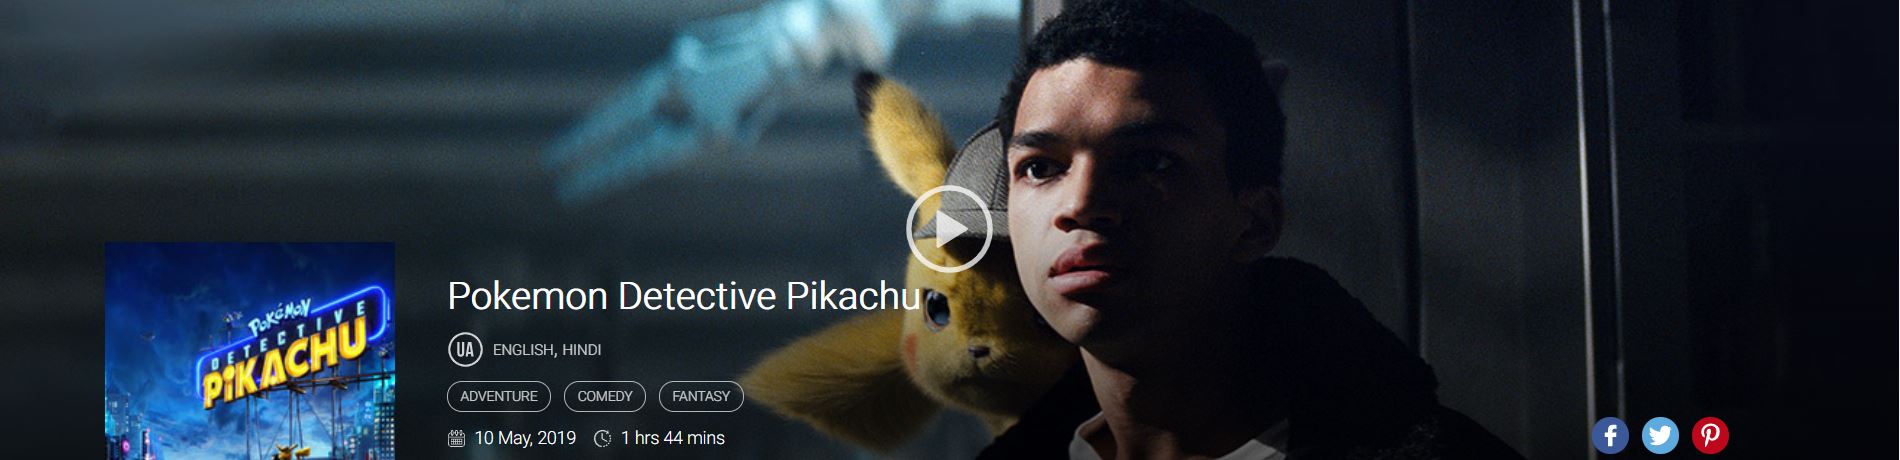 POKéMON
DETECTIVE
PIKACHU
Pokemon Detective Pikachu
UA ENGLISH, HINDI
ADVENTURE COMEDY FANTASY
10 May, 2019 1 hrs 44 mins